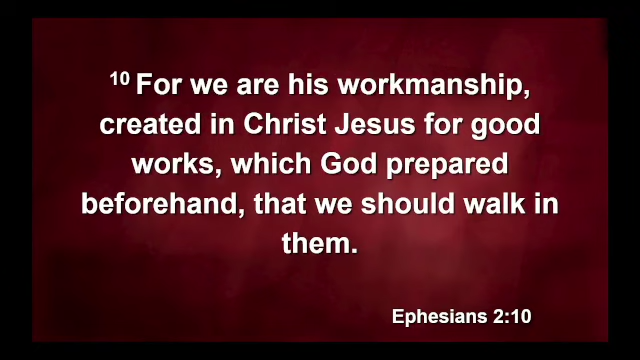 10 For we are his workmanship,
created in Christ Jesus for good
works, which God prepared
beforehand, that we should walk in
them.
Ephesians 2:10